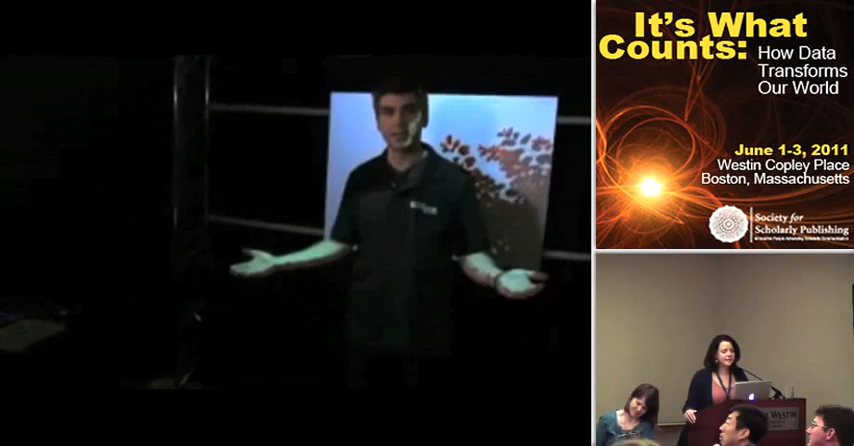 It's What
Counts:
How Data
Transforms
Our World
June 1-3, 2011
Westin Copley Place
Boston, Massachusetts
Society for
Scholarly Publishing
WESTIN